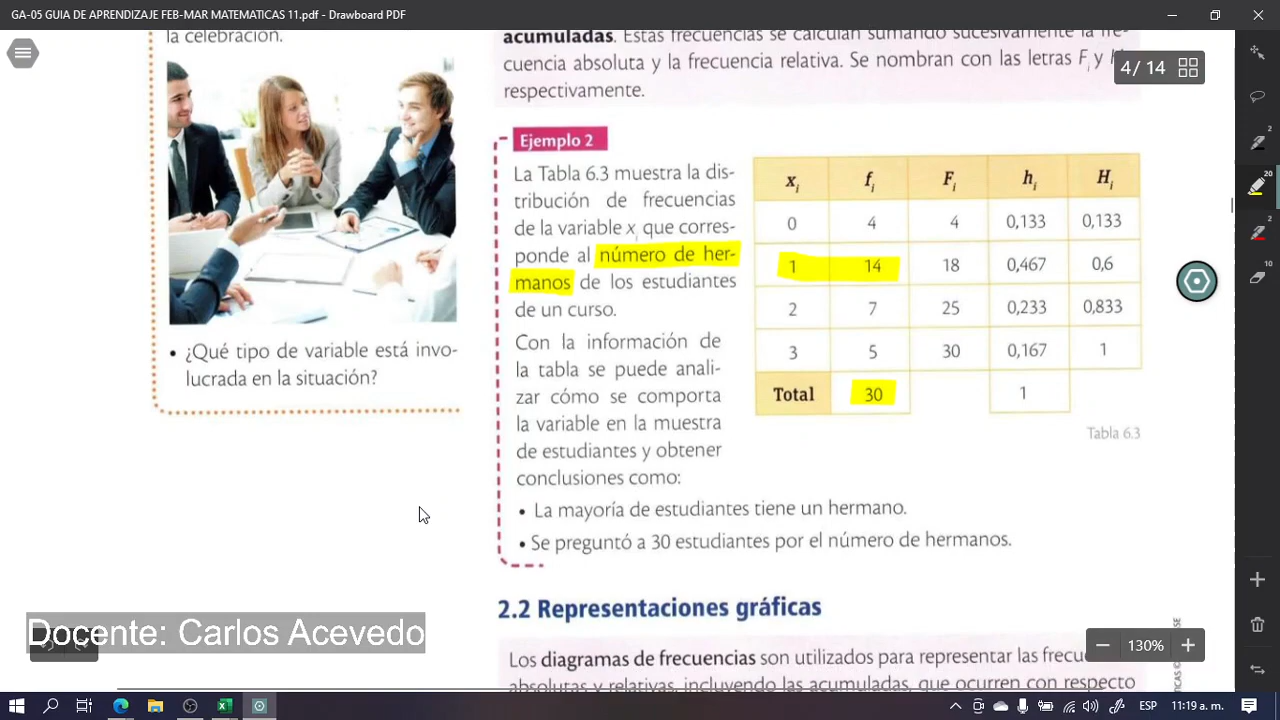 GA-05 GUIA DE APRENDIZAJE FEB-MAR MATEMATICAS 11.pdf - Drawboard PDF
la celebración.
• ¿Qué tipo de variable está invo-
lucrada en la situación?
acumuladas. Estas frecuencias se calculan sumando sucesivamente la fre-
cuencia absoluta y la frecuencia relativa. Se nombran con las letras Fi y
respectivamente.
4 / 14
Ejemplo 2
La Tabla 6.3 muestra la dis-
tribución de frecuencias
de la variable xi que corres-
ponde al número de her-
manos de los estudiantes
de un curso.
Con la información de
la tabla se puede anali-
zar cómo se comporta
la variable en la muestra
de estudiantes y obtener
conclusiones como:
xi fi Fi hi Hi
0 4 4 0,133 0,133
1 14 18 0,467 0,6
2 7 25 0,233 0,833
3 5 30 0,167 1
Total 30 1
Tabla 6.3
• La mayoría de estudiantes tiene un hermano.
• Se preguntó a 30 estudiantes por el número de hermanos.
2.2 Representaciones gráficas
Los diagramas de frecuencias son utilizados para representar las frecu
absolutas y relativas, incluyendo las acumuladas, que ocurren con respecto
Docente: Carlos Acevedo
2
20
2
10
130%
ESP 11:19 a. m.